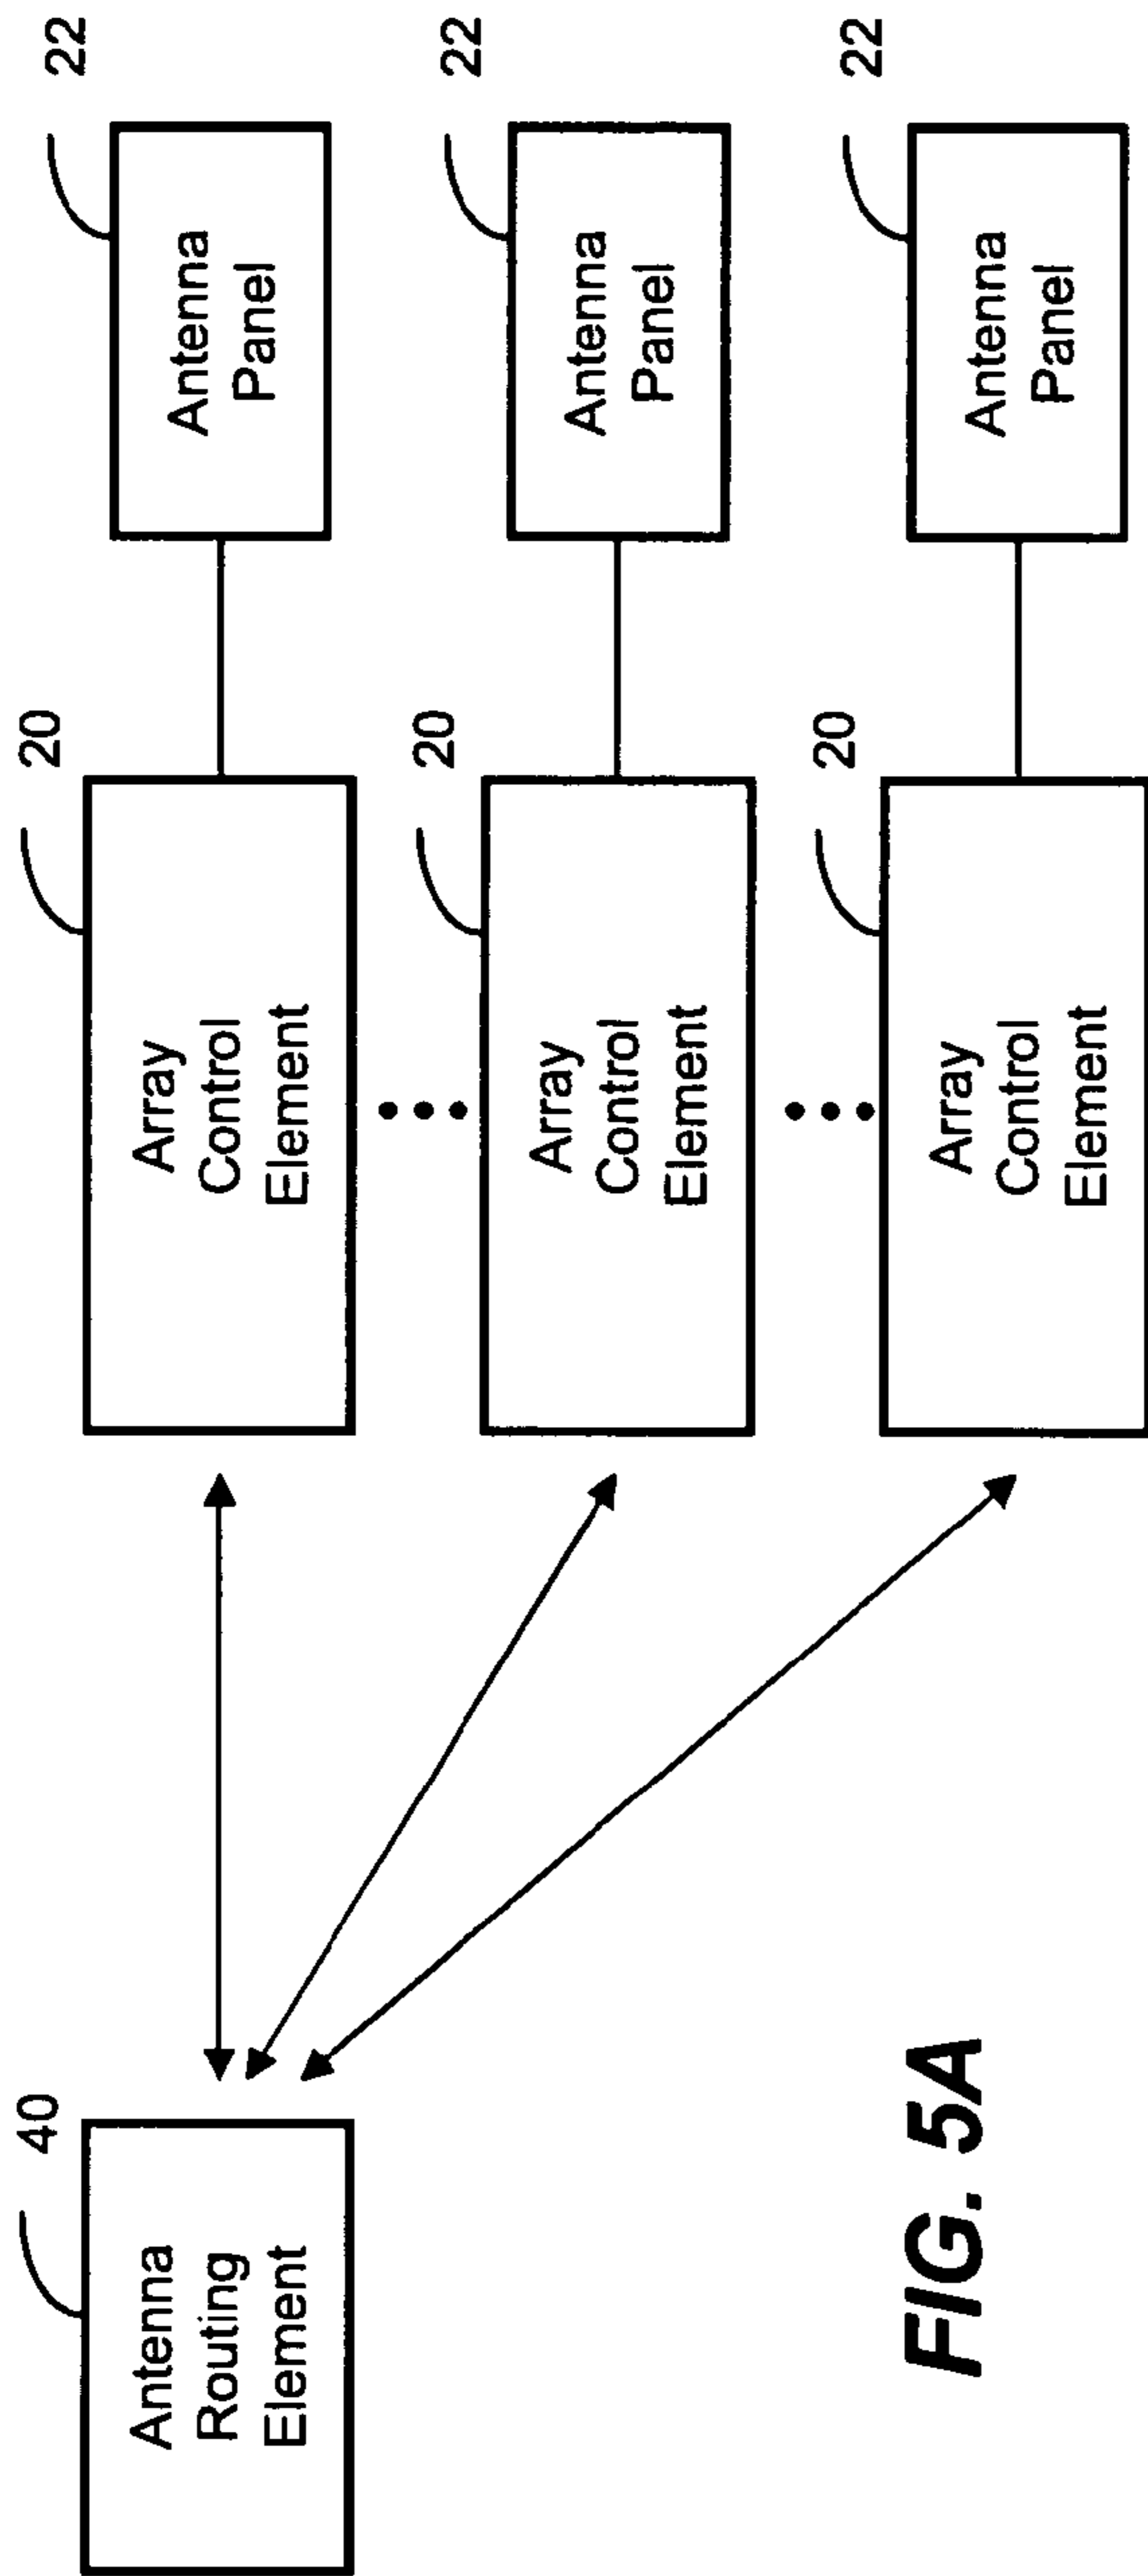 40
Antenna
Routing
Element
20
Array
Control
Element
22
Antenna
Panel
20
Array
Control
Element
22
Antenna
Panel
20
Array
Control
Element
22
Antenna
Panel
FIG. 5A